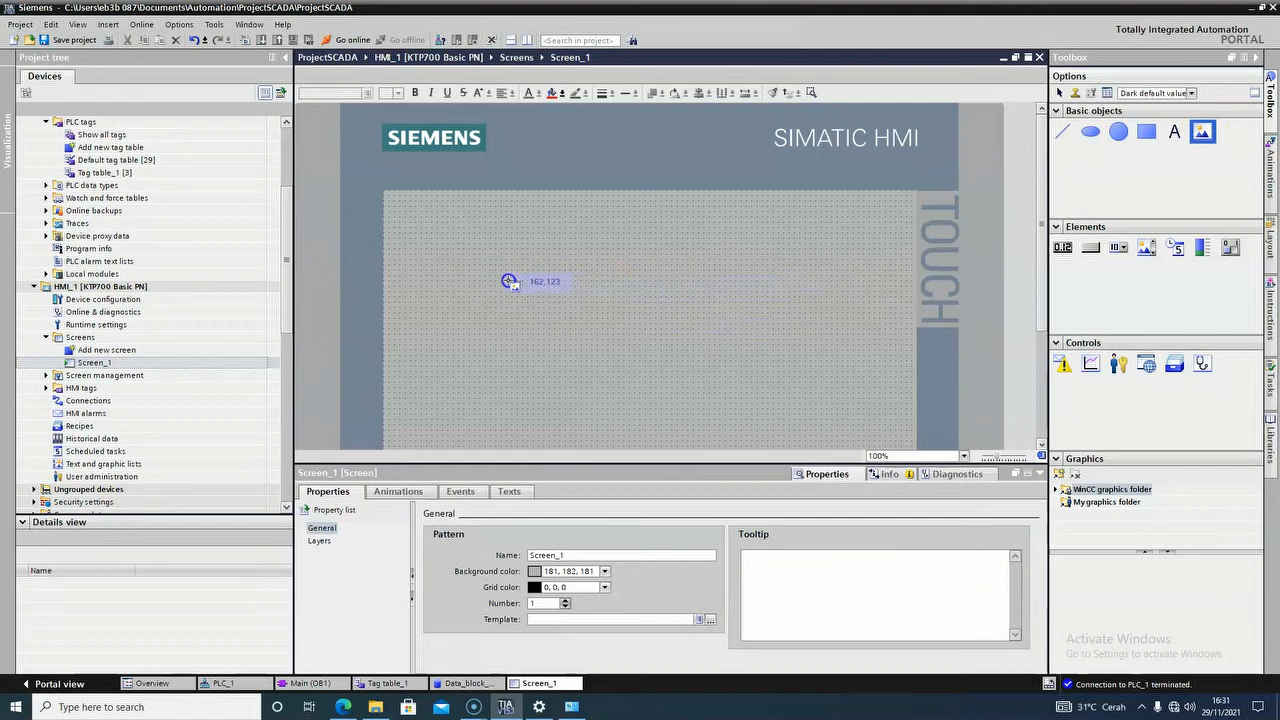 Siemens - C:\Users\eb3b 087\Documents\Automation\ProjectSCADA\ProjectSCADA
Project Edit View Insert Online Options Tools Window Help
Totally Integrated Automation
PORTAL
Save project
Go online
Go offline
<Search in project>
Project tree
ProjectSCADA HMI_1 [KTP700 Basic PN] Screens Screen_1
Toolbox
Devices
Options
Dark default value
Basic objects
A
PLC tags
Show all tags
Add new tag table
Default tag table [29]
Tag table_1 [3]
PLC data types
Watch and force tables
Online backups
Traces
Device proxy data
Program info
PLC alarm text lists
Local modules
HMI_1 [KTP700 Basic PN]
Device configuration
Online & diagnostics
Runtime settings
Screens
Add new screen
Screen_1
Screen management
HMI tags
Connections
HMI alarms
Recipes
Historical data
Scheduled tasks
Text and graphic lists
User administration
Ungrouped devices
Security settings
Details view
Name
Visualization
SIEMENS
SIMATIC HMI
TOUCH
162,123
100%
Elements
0.12
Controls
Graphics
WinCC graphics folder
My graphics folder
Toolbox
Animations
Layout
Instructions
Tasks
Libraries
Screen_1 [Screen]
Properties
Info
Diagnostics
Properties Animations Events Texts
Property list
General
Layers
General
Pattern
Name: Screen_1
Background color: 181, 182, 181
Grid color: 0, 0, 0
Number: 1
Template:
Tooltip
Activate Windows
Go to Settings to activate Windows.
Portal view
Overview
PLC_1
Main (OB1)
Tag table_1
Data_block_...
Screen_1
Connection to PLC_1 terminated.
Type here to search
31°C Cerah
16:31
29/11/2021